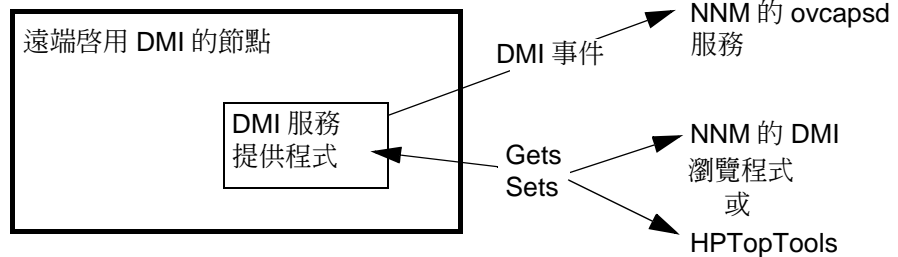 遠端啓用 DMI 的節點
DMI 服務
提供程式
DMI 事件
NNM 的 ovcapsd
服務
Gets
Sets
NNM 的 DMI
瀏覽程式
或
HPTopTools